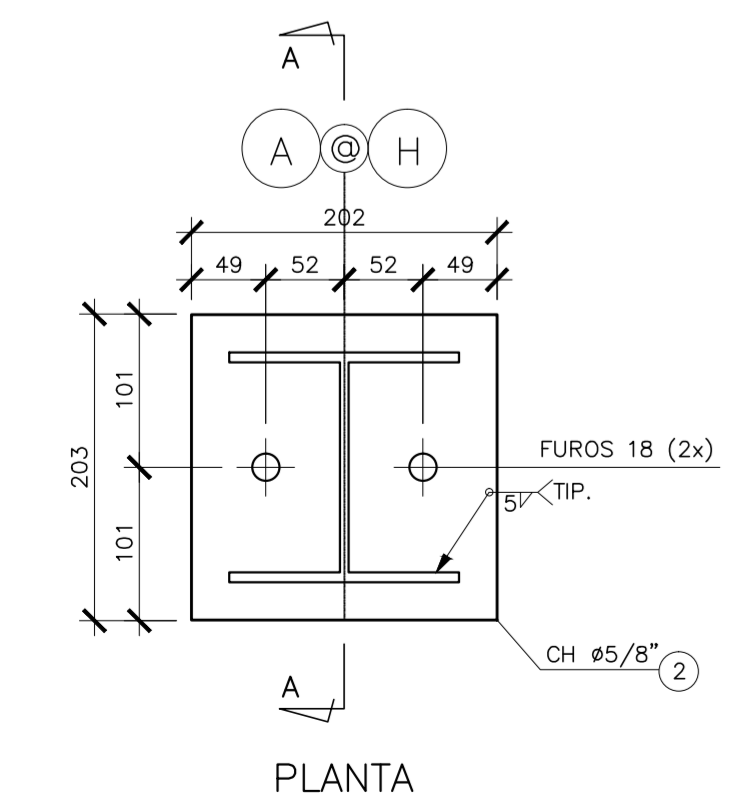 A
A @ H
202
49 52 52 49
101
203
101
FUROS 18 (2x)
5 TIP.
CH ø5/8"
2
A
PLANTA